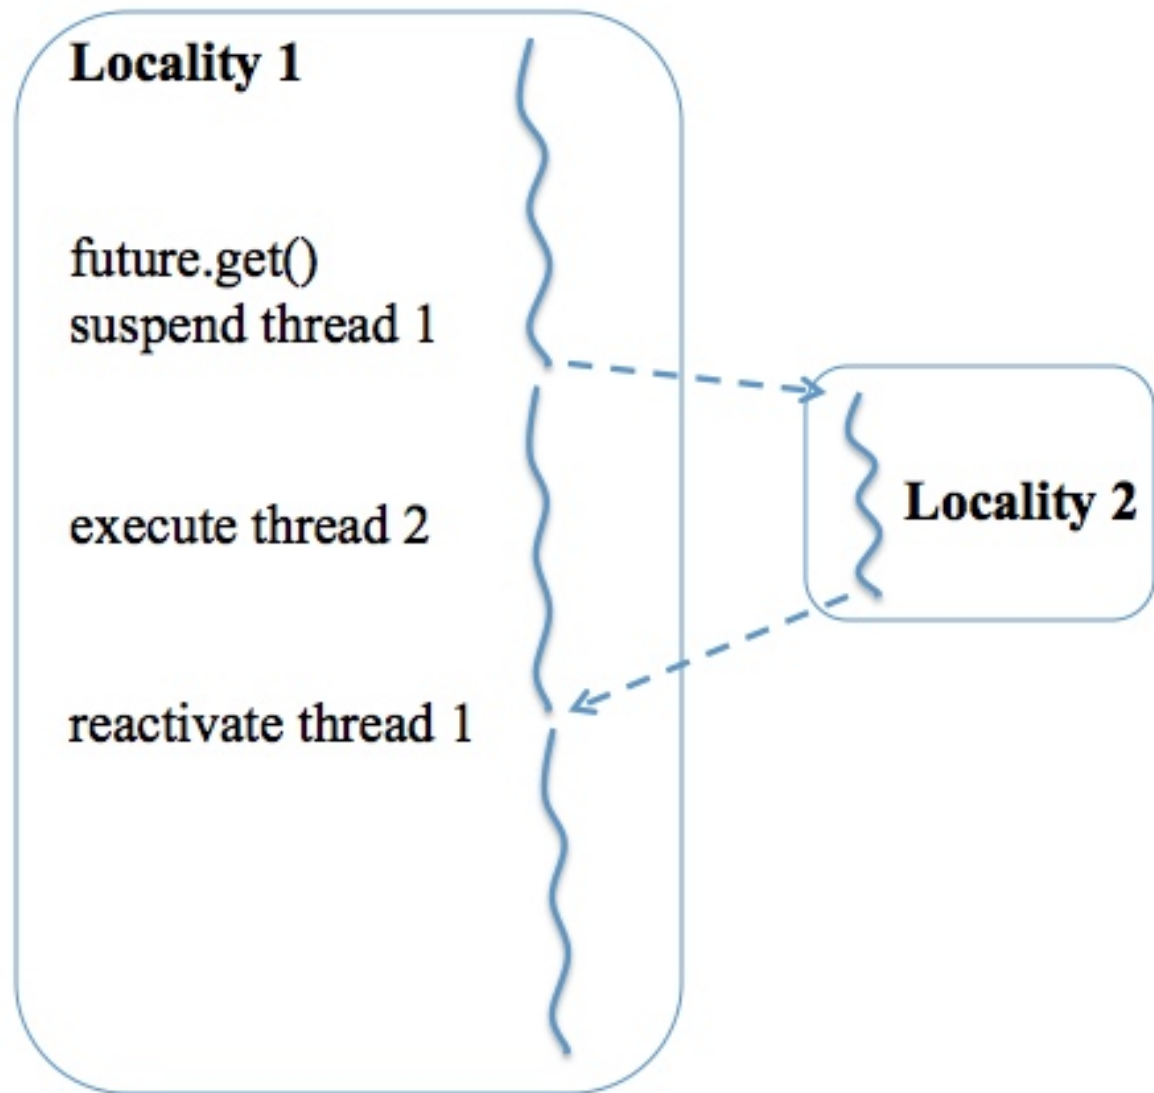 Locality 1
future.get()
suspend thread 1
execute thread 2
Locality 2
reactivate thread 1